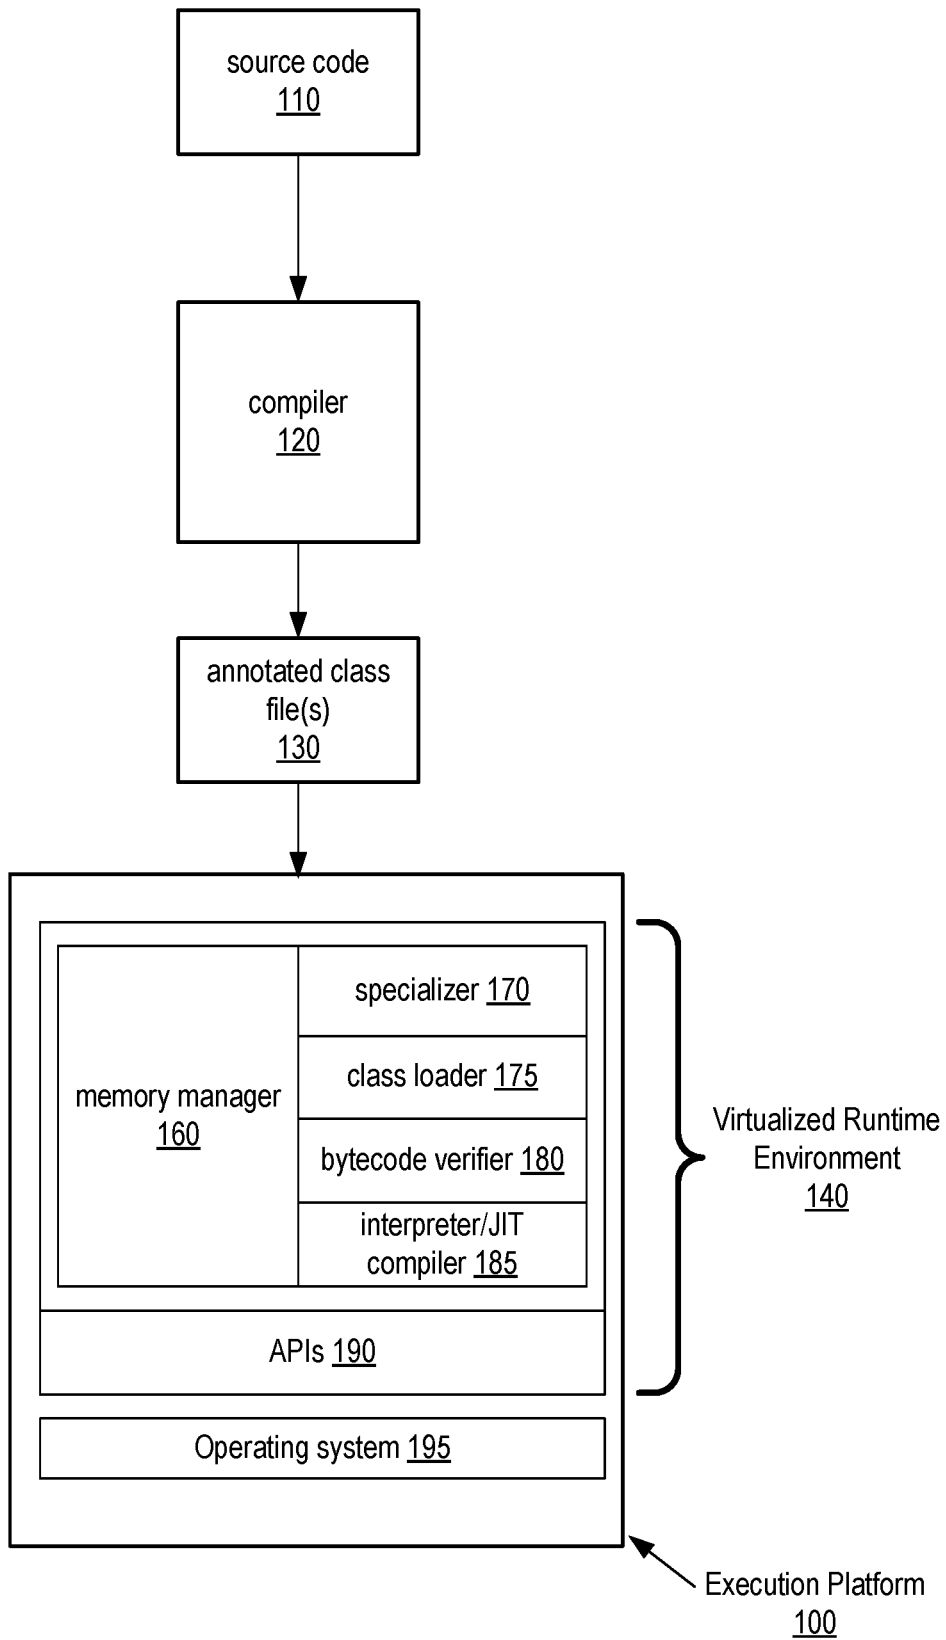 source code
110
compiler
120
annotated class
file(s)
130
specializer 170
class loader 175
memory manager
160
bytecode verifier 180
interpreter/JIT
compiler 185
APIs 190
Operating system 195
Virtualized Runtime
Environment
140
Execution Platform
100